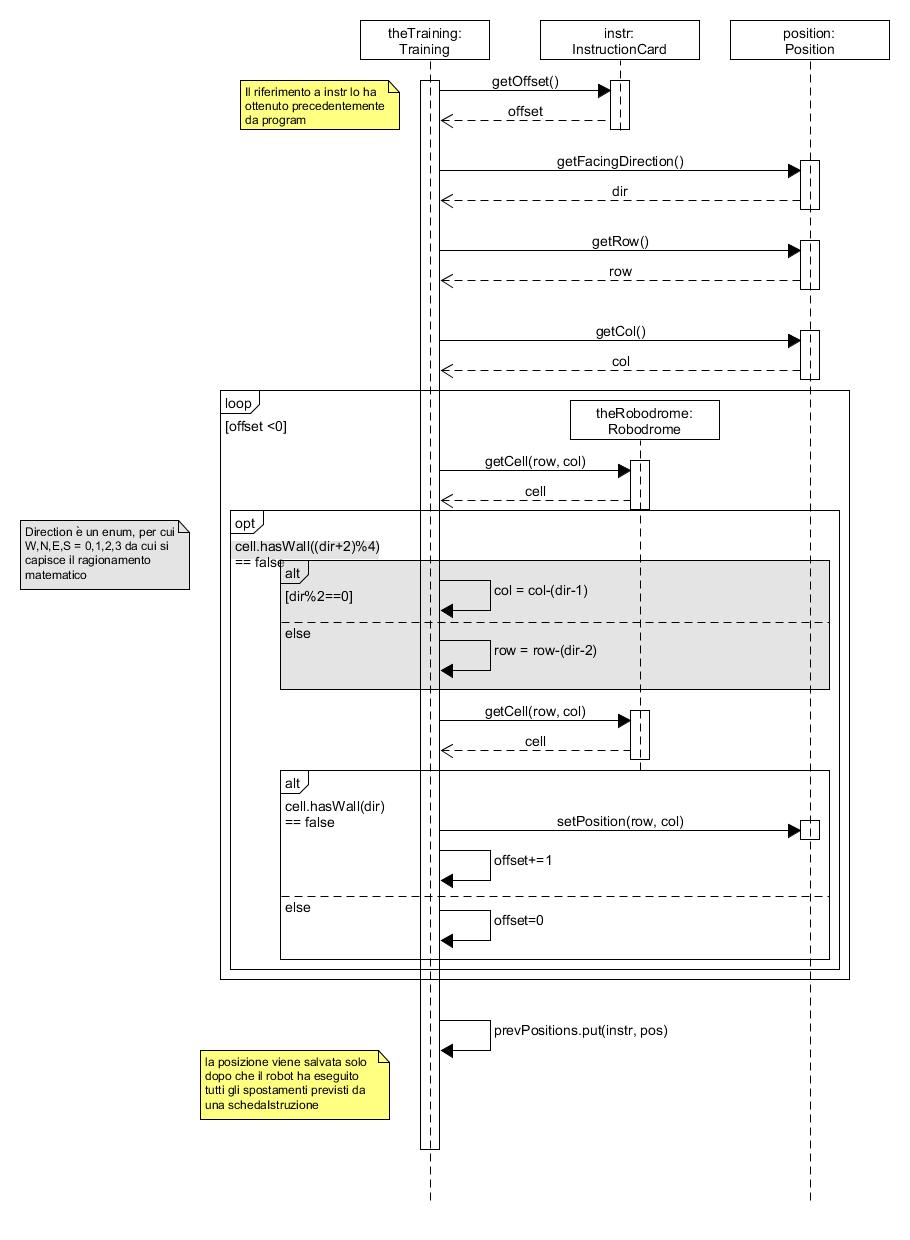 theTraining:
Training
instr:
InstructionCard
position:
Position
Il riferimento a instr lo ha
ottenuto precedentemente
da program
getOffset()
offset
getFacingDirection()
dir
getRow()
row
getCol()
col
loop
[offset <0]
theRobodrome:
Robodrome
getCell(row, col)
cell
Direction è un enum, per cui
W,N,E,S = 0,1,2,3 da cui si
capisce il ragionamento
matematico
opt
cell.hasWall((dir+2)%4)
== false
alt
[dir%2==0]
col = col-(dir-1)
else
row = row-(dir-2)
getCell(row, col)
cell
alt
cell.hasWall(dir)
== false
setPosition(row, col)
offset+=1
else
offset=0
prevPositions.put(instr, pos)
la posizione viene salvata solo
dopo che il robot ha eseguito
tutti gli spostamenti previsti da
una schedaIstruzione